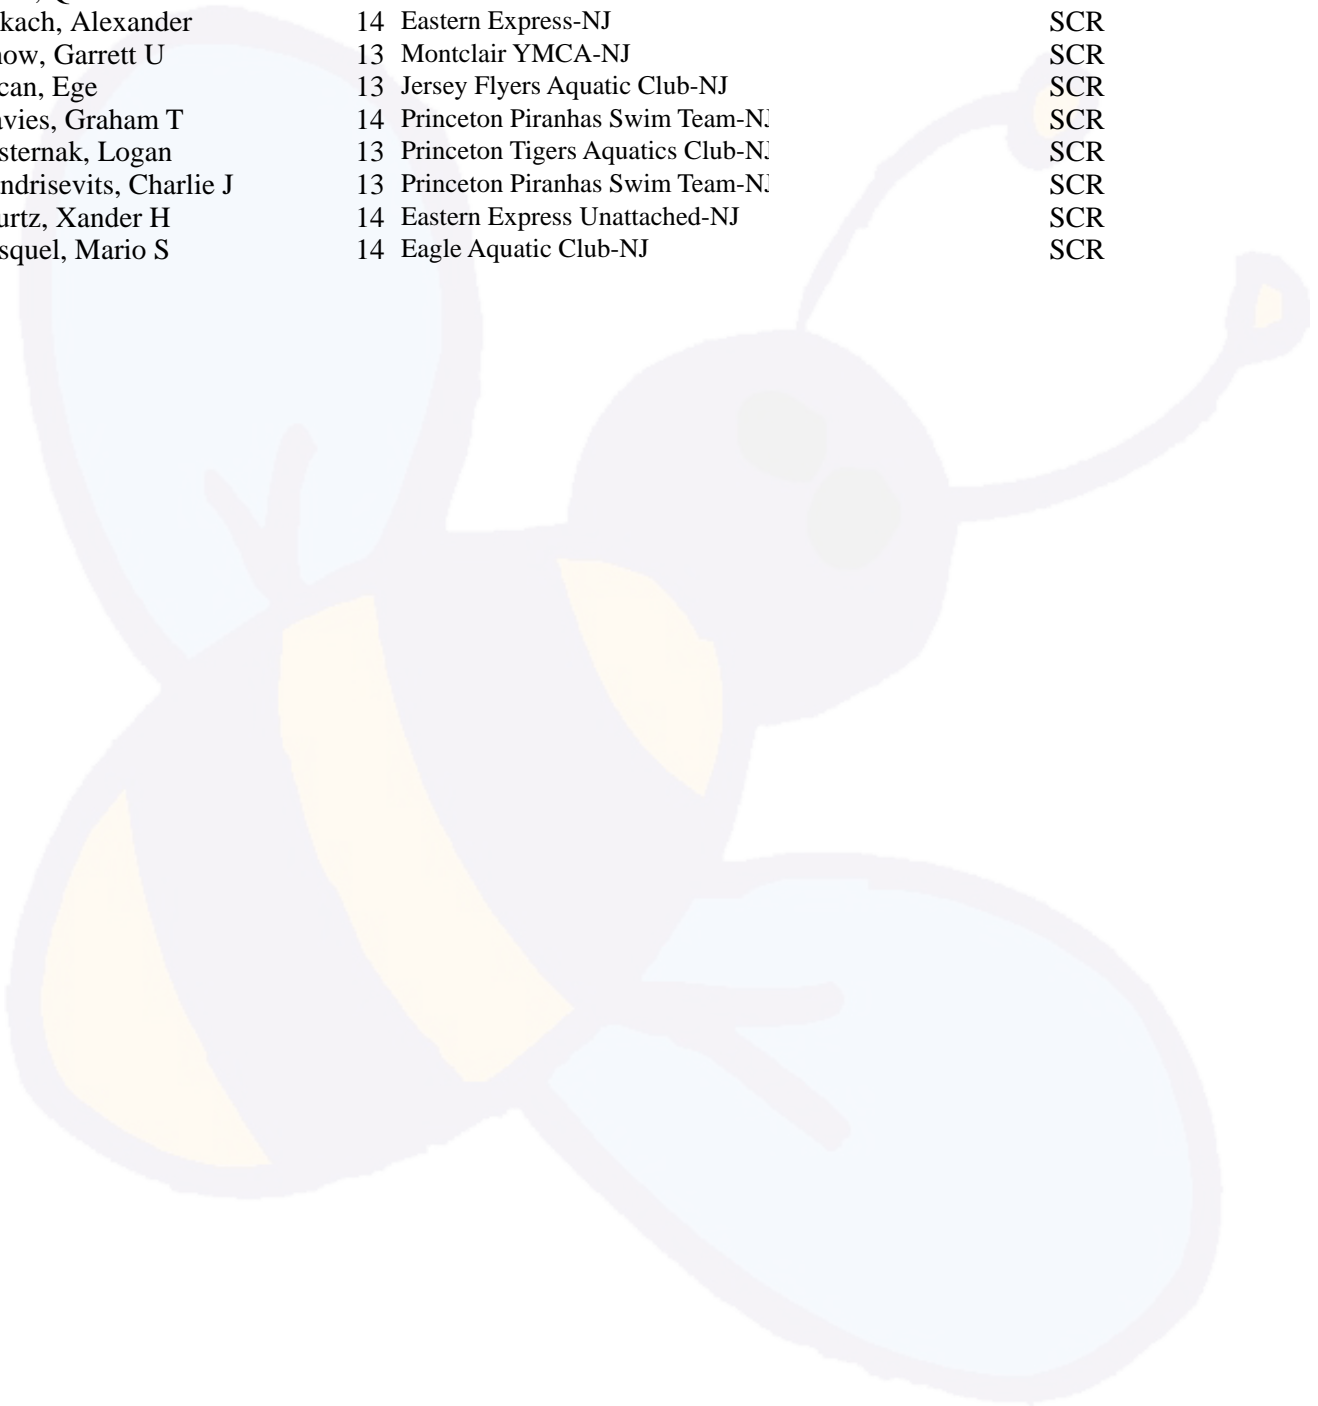 kach, Alexander 14 Eastern Express-NJ SCR
now, Garrett U 13 Montclair YMCA-NJ SCR
can, Ege 13 Jersey Flyers Aquatic Club-NJ SCR
avies, Graham T 14 Princeton Piranhas Swim Team-NJ SCR
sternak, Logan 13 Princeton Tigers Aquatics Club-NJ SCR
ndrisevits, Charlie J 13 Princeton Piranhas Swim Team-NJ SCR
urtz, Xander H 14 Eastern Express Unattached-NJ SCR
squel, Mario S 14 Eagle Aquatic Club-NJ SCR